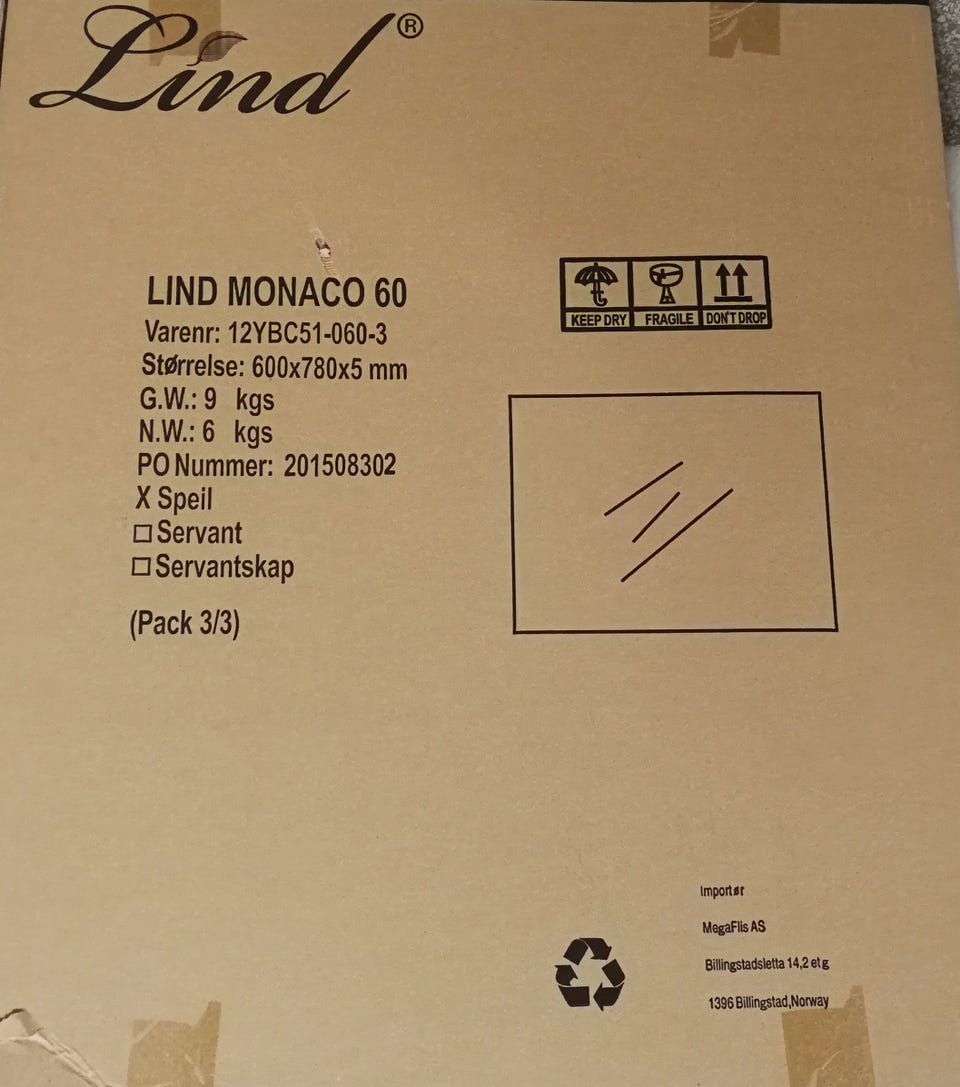 Lind®
LIND MONACO 60
Varenr: 12YBC51-060-3
Størrelse: 600x780x5 mm
G.W.: 9 kgs
N.W.: 6 kgs
PO Nummer: 201508302
X Speil
☐ Servant
☐ Servantskap
(Pack 3/3)
KEEP DRY FRAGILE DON'T DROP
Importør
MegaFlis AS
Billingstadsletta 14,2 etg
1396 Billingstad,Norway